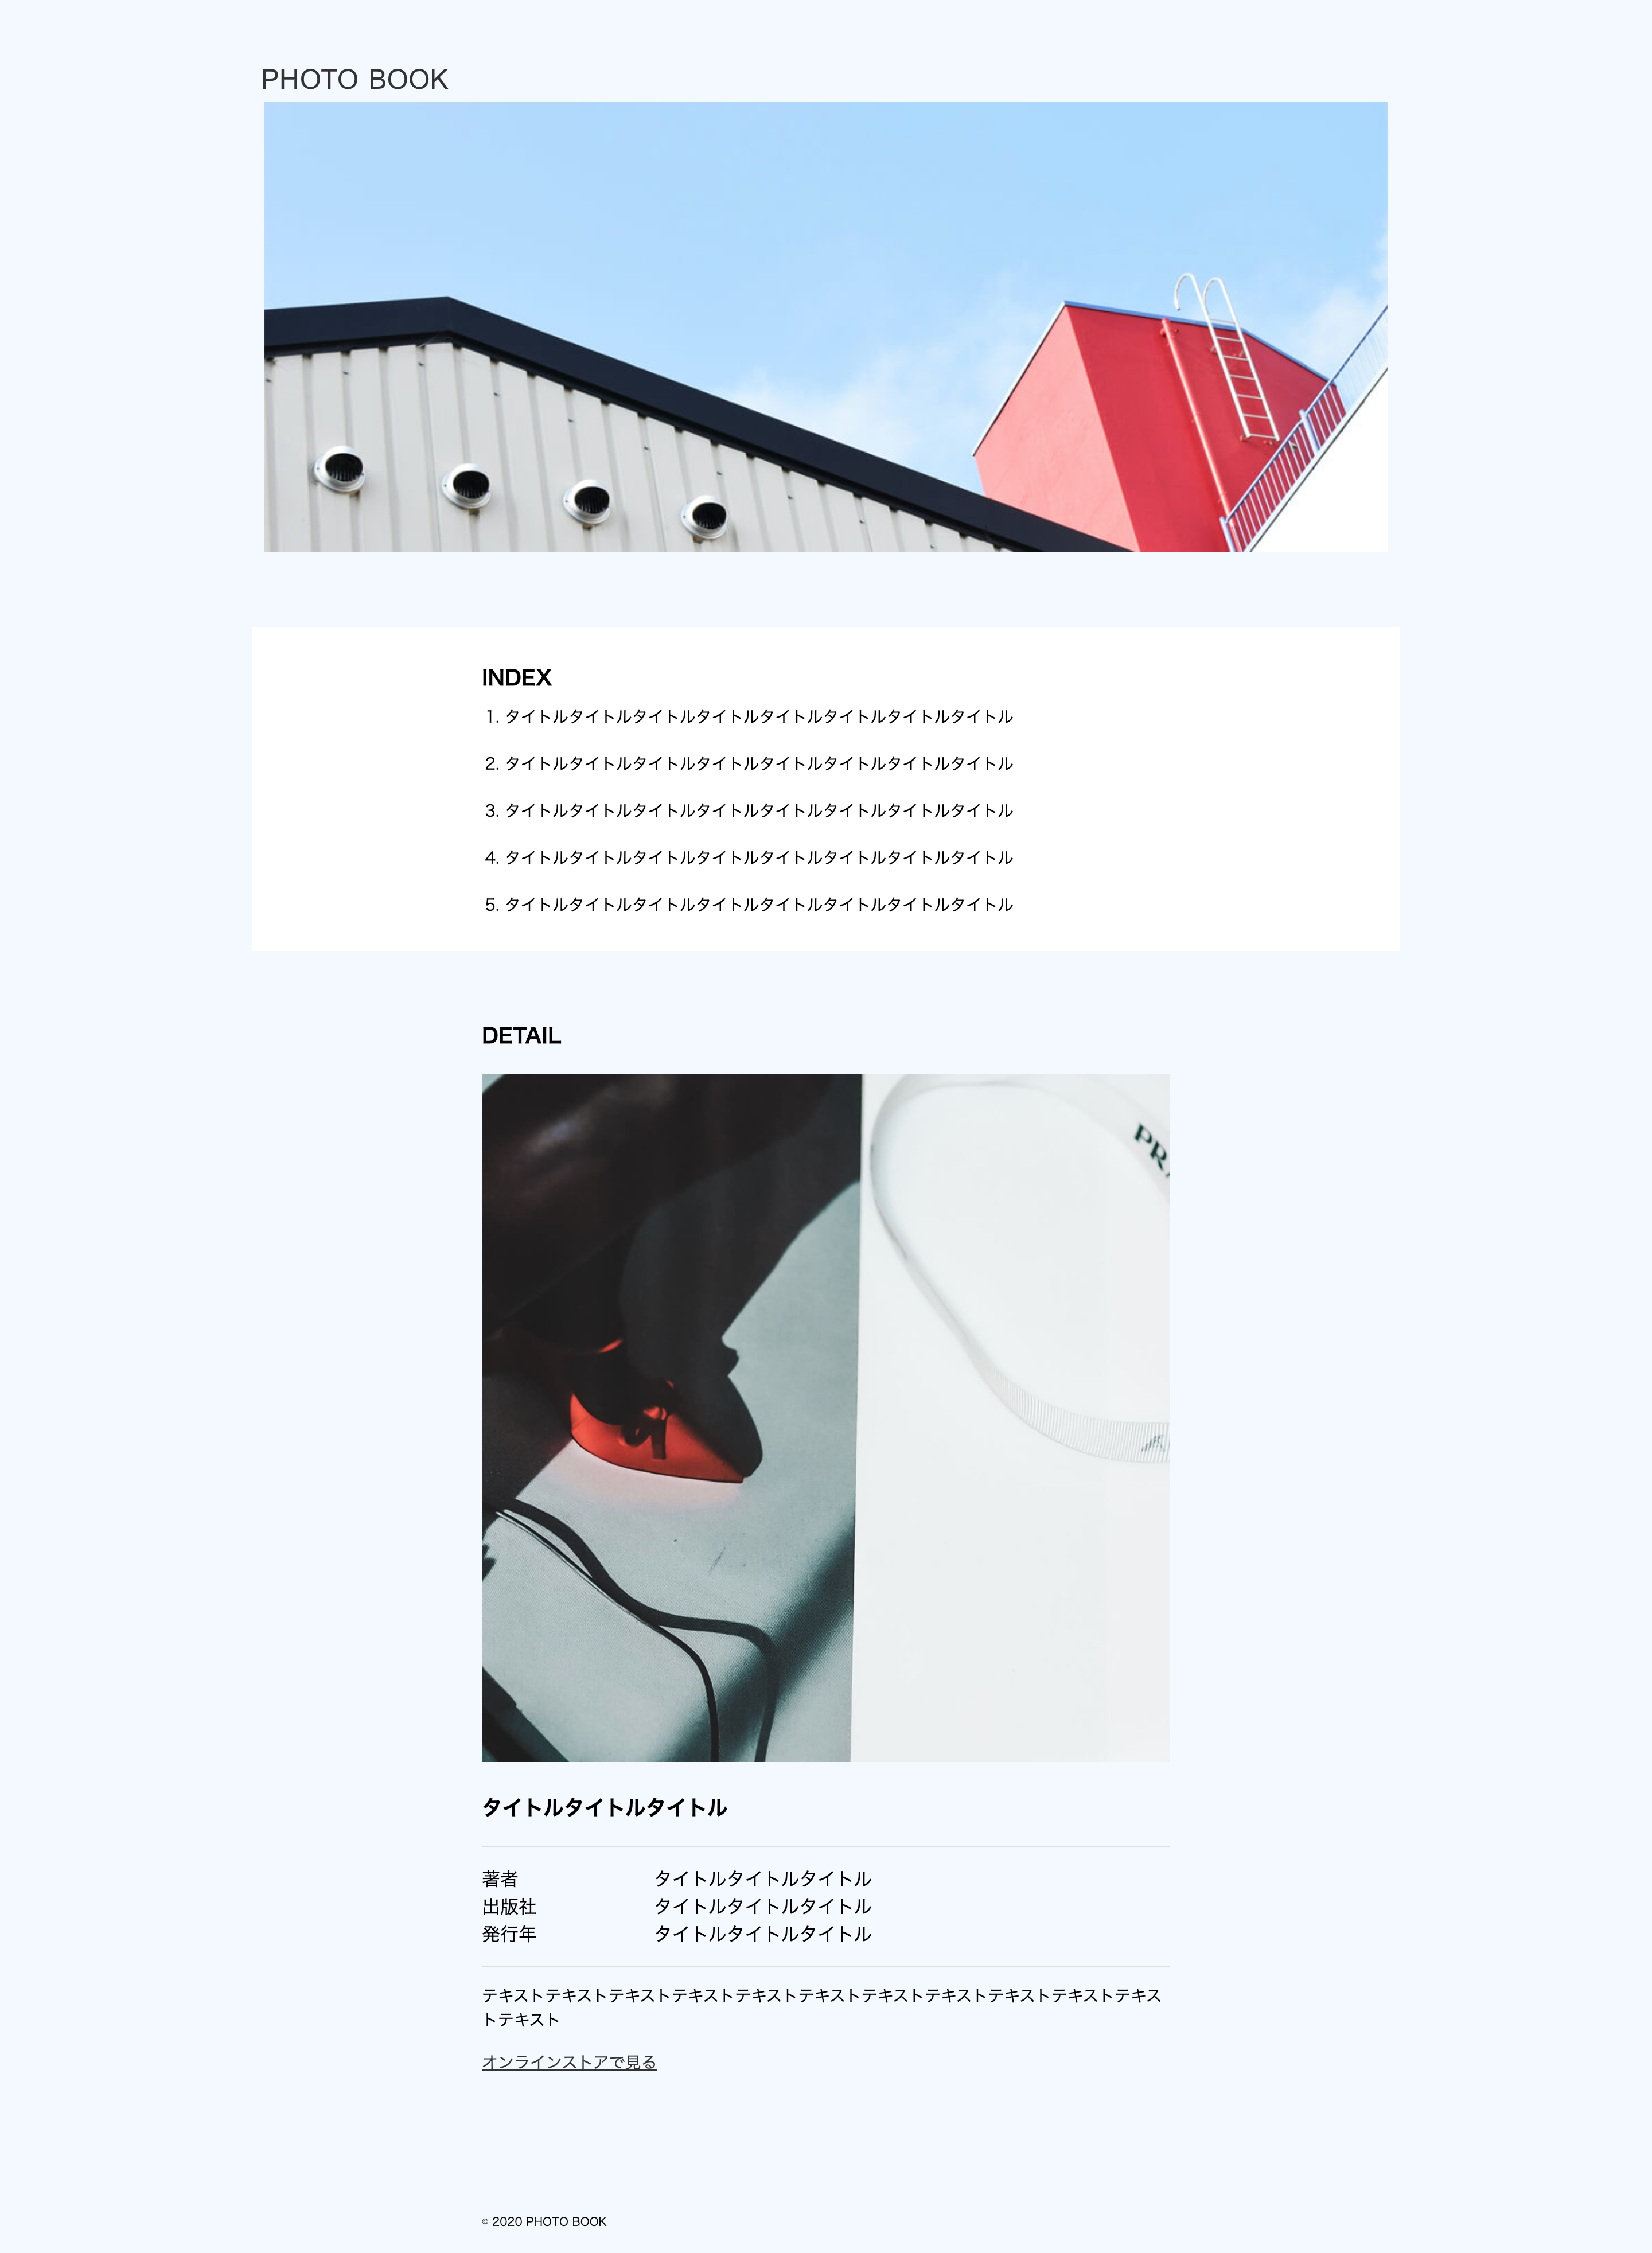 PHOTO BOOK
INDEX
1. タイトルタイトルタイトルタイトルタイトルタイトルタイトルタイトル
2. タイトルタイトルタイトルタイトルタイトルタイトルタイトルタイトル
3. タイトルタイトルタイトルタイトルタイトルタイトルタイトルタイトル
4. タイトルタイトルタイトルタイトルタイトルタイトルタイトルタイトル
5. タイトルタイトルタイトルタイトルタイトルタイトルタイトルタイトル
DETAIL
タイトルタイトルタイトル
著者 タイトルタイトルタイトル
出版社 タイトルタイトルタイトル
発行年 タイトルタイトルタイトル
テキストテキストテキストテキストテキストテキストテキストテキストテキストテキストテキス
トテキスト
オンラインストアで見る
© 2020 PHOTO BOOK